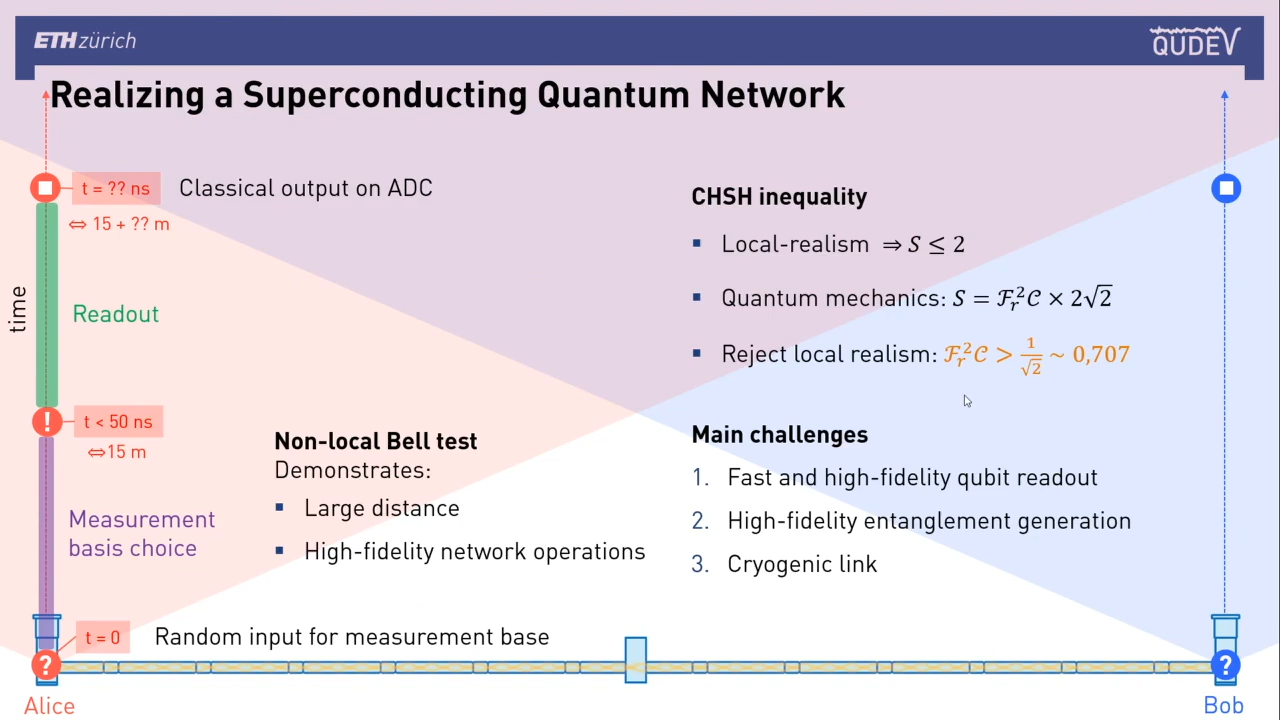 ETH zürich
QUDEV
Realizing a Superconducting Quantum Network
t = ?? ns
Classical output on ADC
⇔ 15 + ?? m
time
Readout
!
t < 50 ns
⇔15 m
Measurement
basis choice
Non-local Bell test
Demonstrates:
▪ Large distance
▪ High-fidelity network operations
CHSH inequality
▪ Local-realism ⇒ S ≤ 2
▪ Quantum mechanics: S = ℱᵣ²𝒞 × 2√2
▪ Reject local realism: ℱᵣ²𝒞 > 1/√2 ~ 0,707
Main challenges
1. Fast and high-fidelity qubit readout
2. High-fidelity entanglement generation
3. Cryogenic link
t = 0
Random input for measurement base
?
?
Alice
Bob